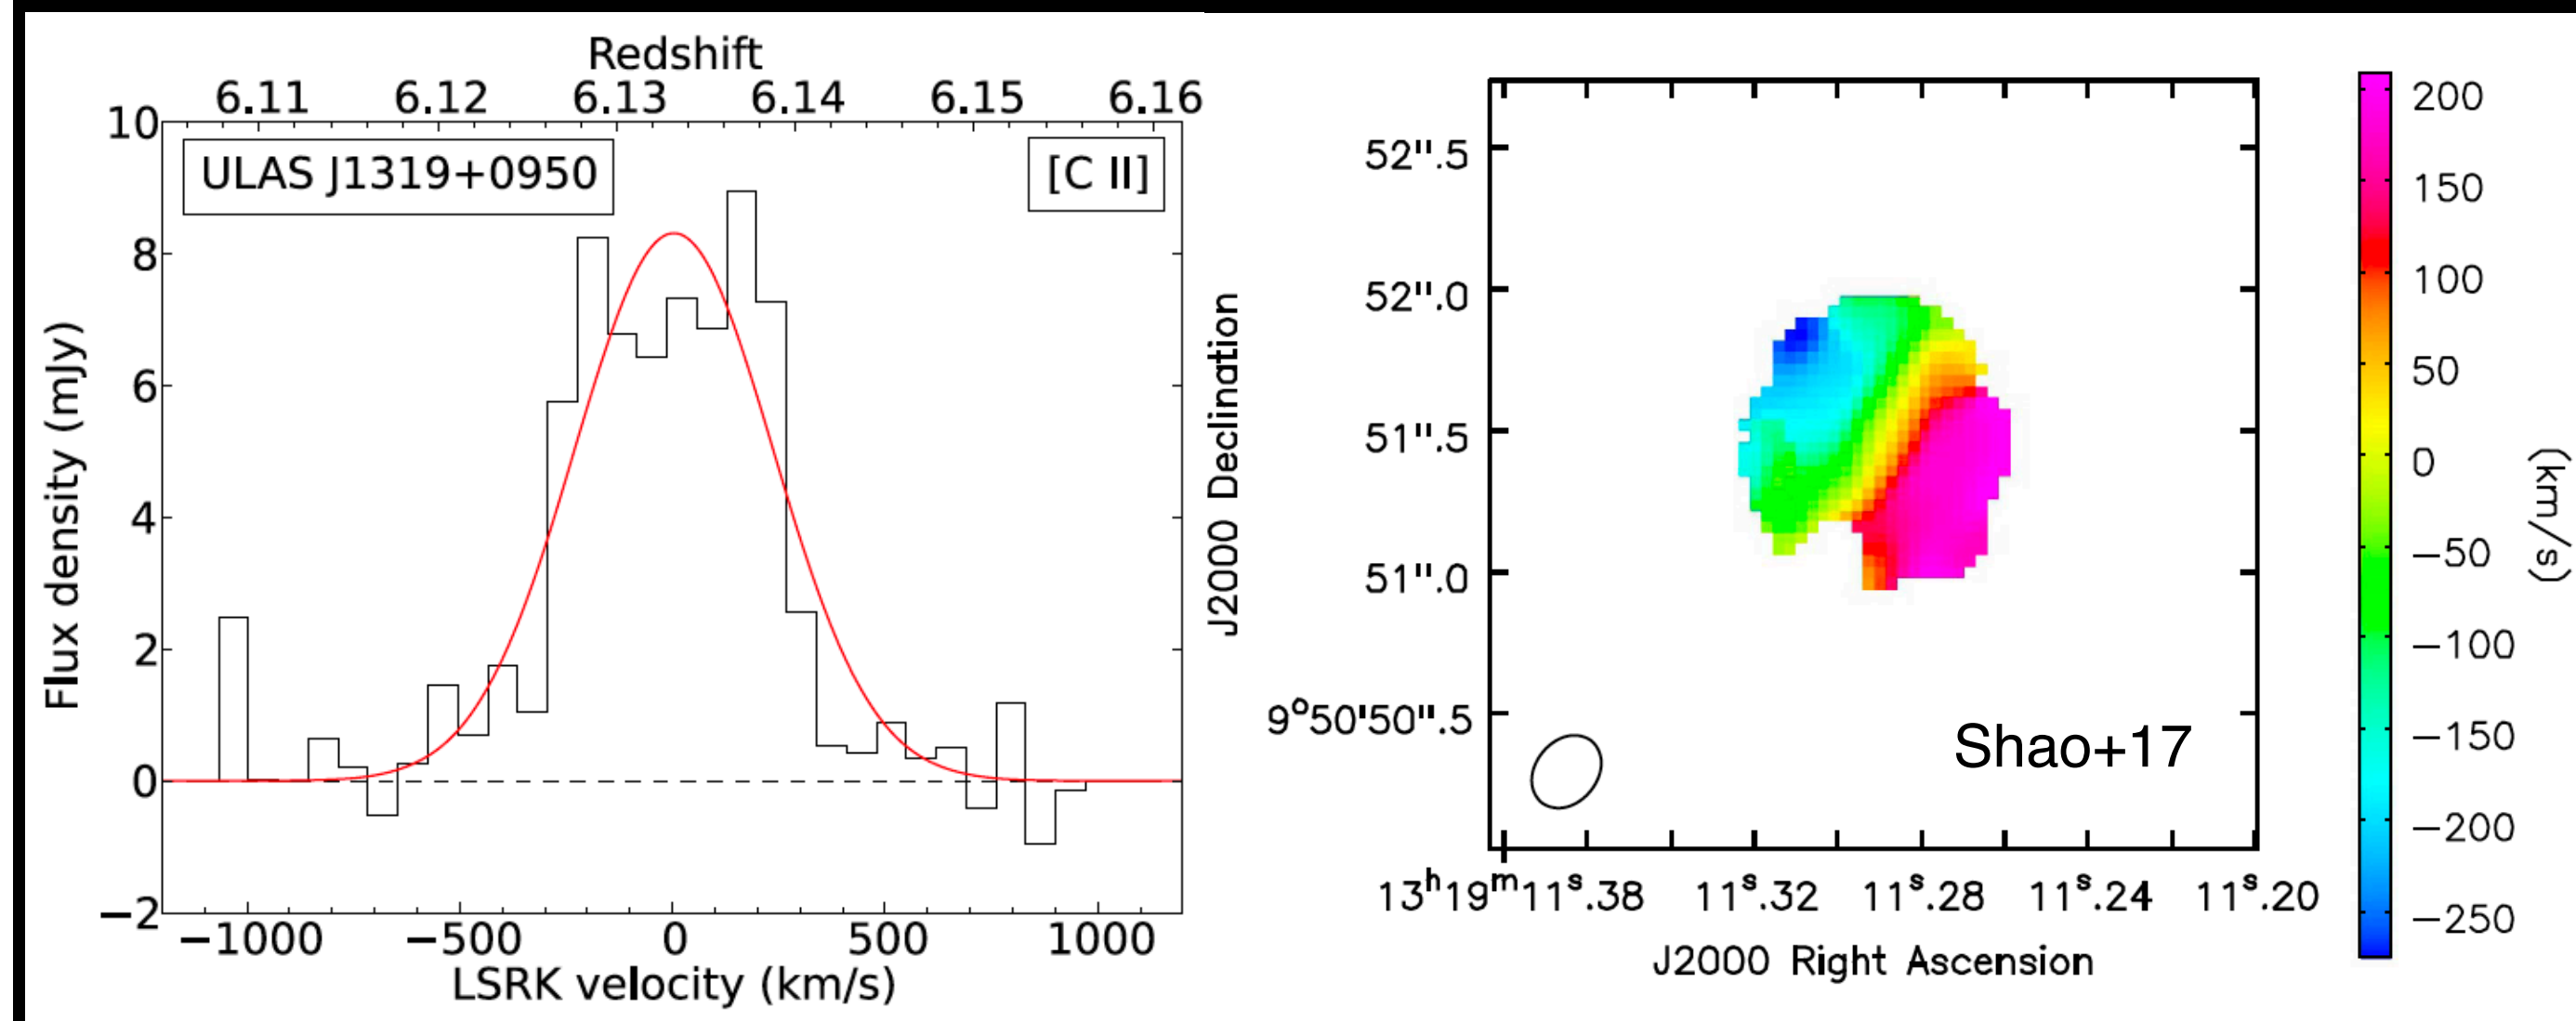 Redshift
6.11 6.12 6.13 6.14 6.15 6.16
10
8
6
4
2
0
−2
Flux density (mJy)
ULAS J1319+0950
[C II]
−1000 −500 0 500 1000
LSRK velocity (km/s)
J2000 Declination
52".5
52".0
51".5
51".0
9°50'50".5
Shao+17
13h19m11s.38 11s.32 11s.28 11s.24 11s.20
J2000 Right Ascension
200
150
100
50
0
−50
−100
−150
−200
−250
(km/s)